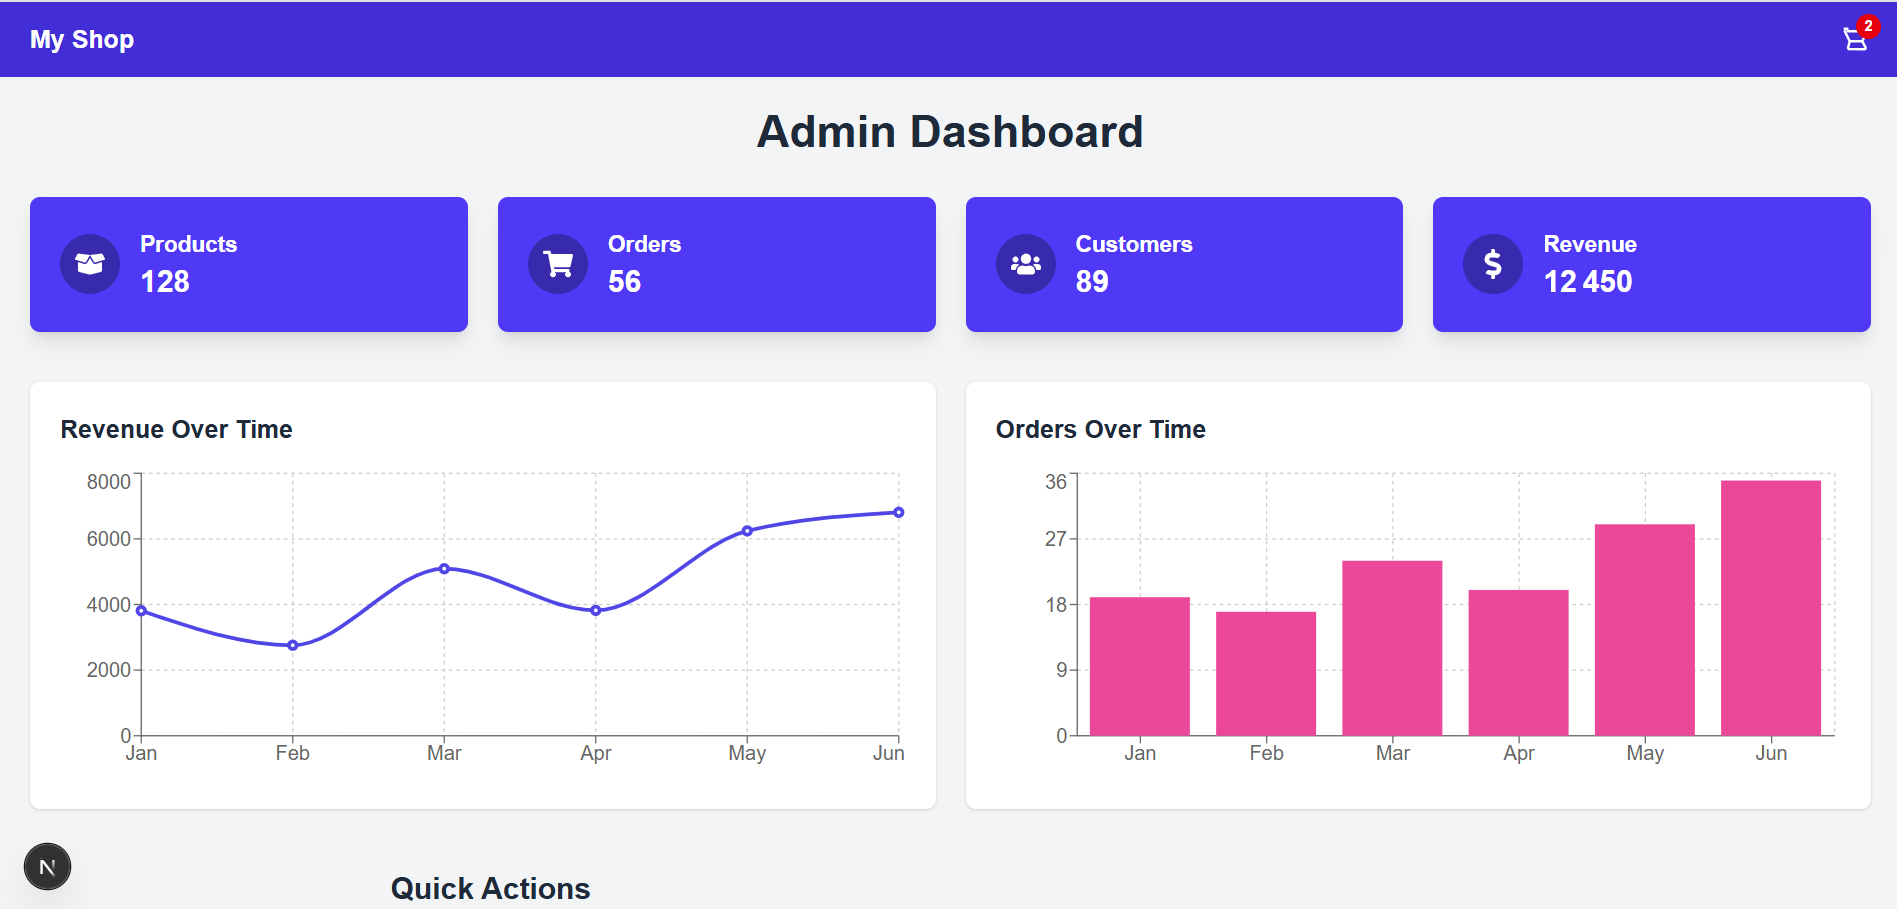 My Shop
2
Admin Dashboard
Products
128
Orders
56
Customers
89
Revenue
12 450
Revenue Over Time
8000
6000
4000
2000
0
Jan Feb Mar Apr May Jun
Orders Over Time
36
27
18
9
0
Jan Feb Mar Apr May Jun
N
Quick Actions